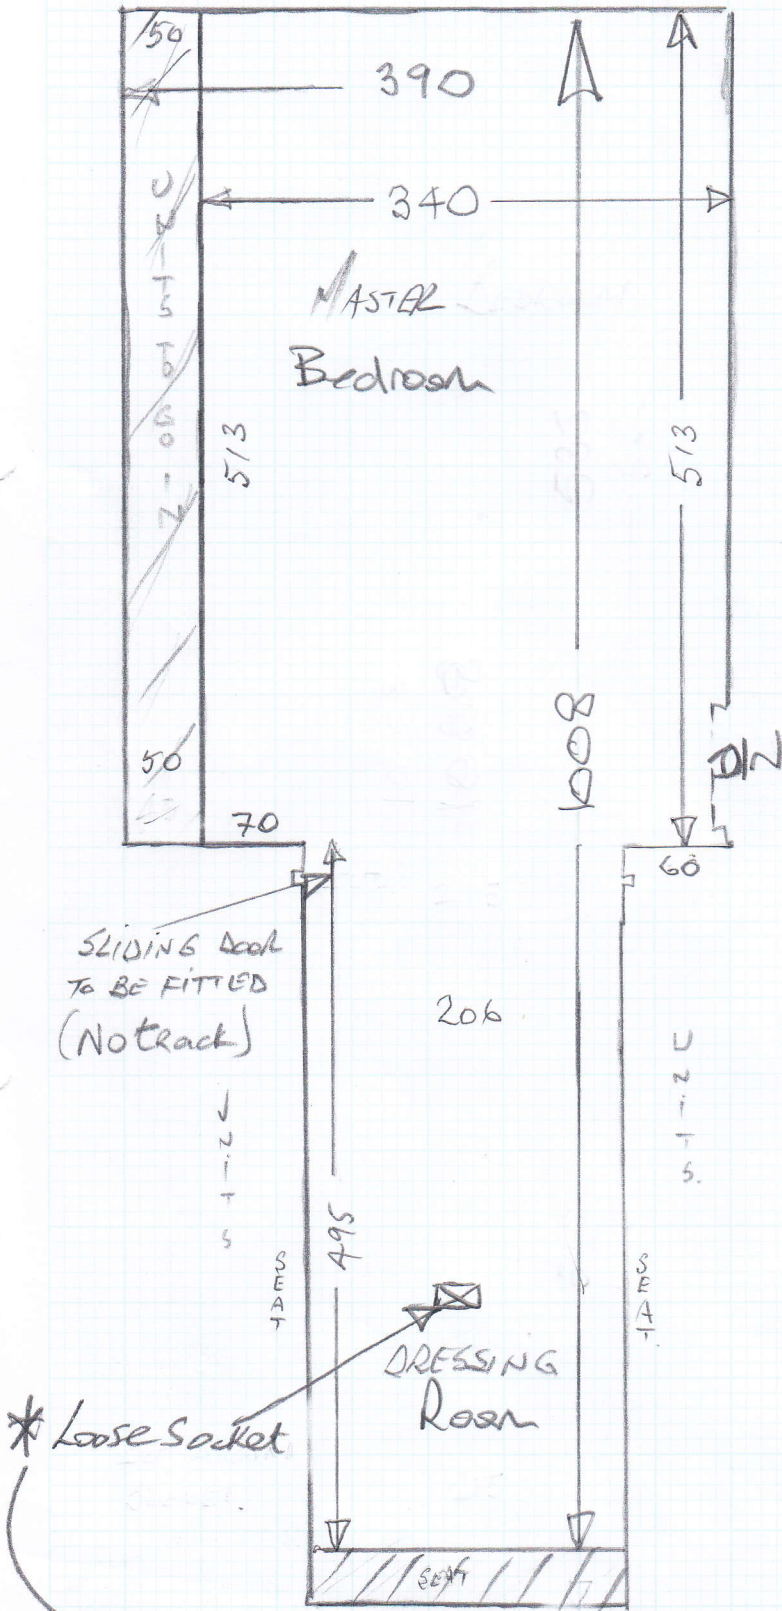 50
390
340
UNITS TO GO IN
MASTER
Bedroom
513
513
1008
50
70
60
SLIDING DOOR
TO BE FITTED
(No track)
206
UNITS
UNITS.
495
SEAT
SEAT.
DRESSING
Room
* Loose Socket
SEAT